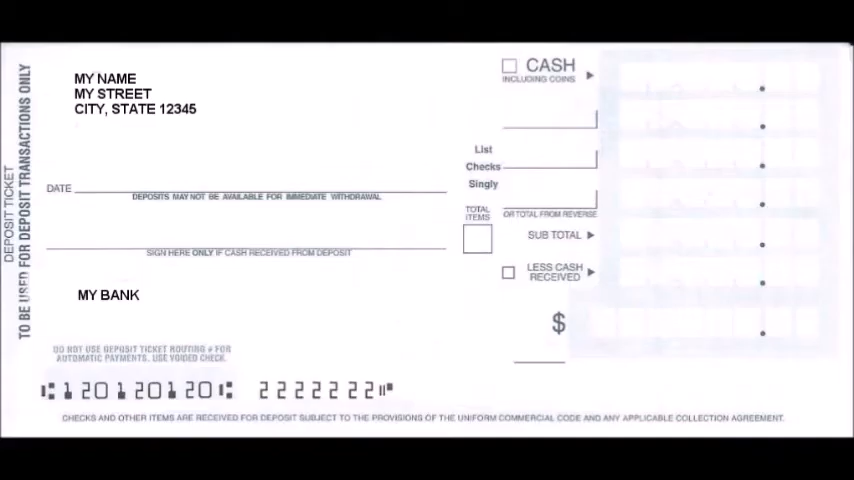 DEPOSIT TICKET
TO BE USED FOR DEPOSIT TRANSACTIONS ONLY
MY NAME
MY STREET
CITY, STATE 12345
DATE
DEPOSITS MAY NOT BE AVAILABLE FOR IMMEDIATE WITHDRAWAL
SIGN HERE ONLY IF CASH RECEIVED FROM DEPOSIT
MY BANK
DO NOT USE DEPOSIT TICKET ROUTING # FOR
AUTOMATIC PAYMENTS. USE VOIDED CHECK.
CASH
INCLUDING COINS
List
Checks
Singly
OR TOTAL FROM REVERSE
TOTAL
ITEMS
SUB TOTAL
LESS CASH
RECEIVED
$
⑆120120120⑆ 2222222⑈
CHECKS AND OTHER ITEMS ARE RECEIVED FOR DEPOSIT SUBJECT TO THE PROVISIONS OF THE UNIFORM COMMERCIAL CODE AND ANY APPLICABLE COLLECTION AGREEMENT.